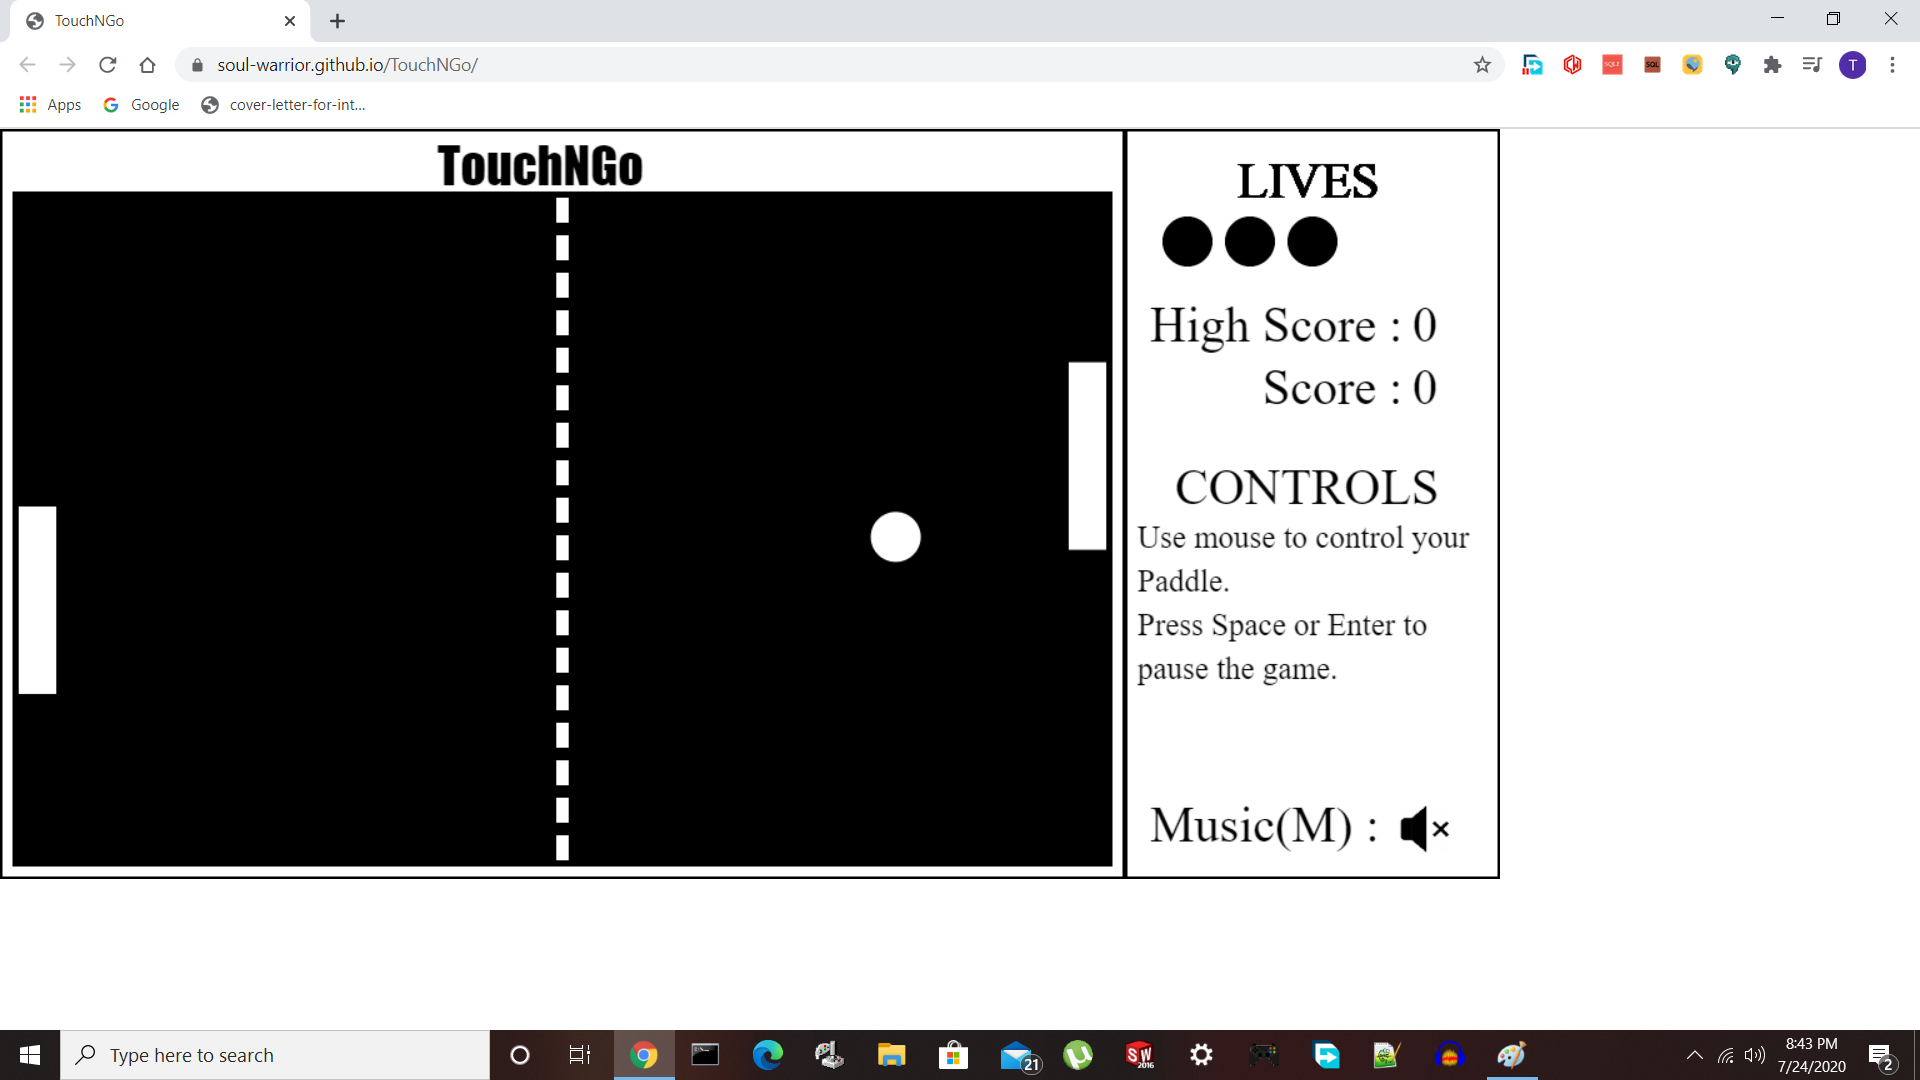 TouchNGo
soul-warrior.github.io/TouchNGo/
T
Apps
Google
cover-letter-for-int...
TouchNGo
LIVES
High Score : 0
Score : 0
CONTROLS
Use mouse to control your
Paddle.
Press Space or Enter to
pause the game.
Music(M) :
Type here to search
21
SW
2016
8:43 PM
7/24/2020
2